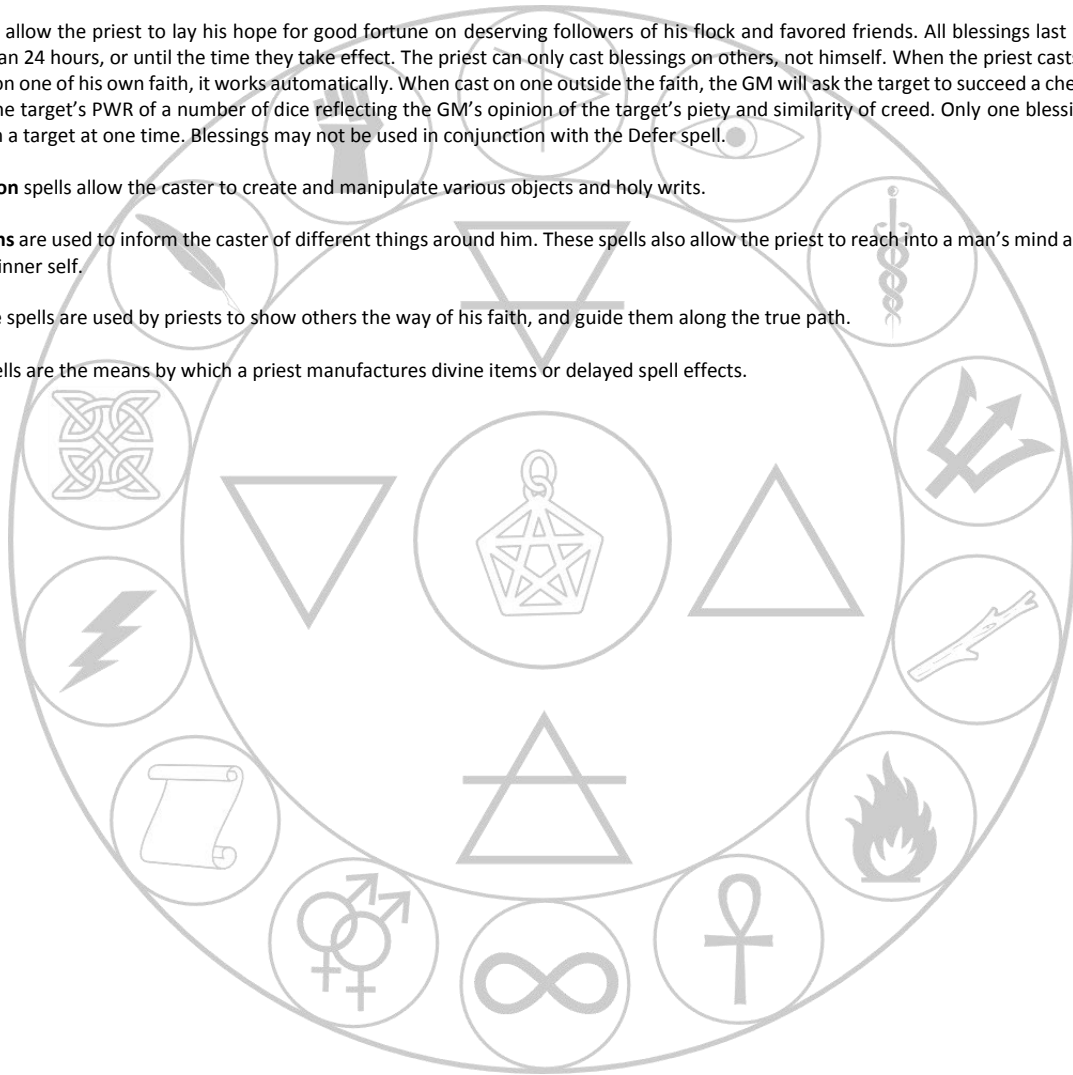 allow the priest to lay his hope for good fortune on deserving followers of his flock and favored friends. All blessings last
an 24 hours, or until the time they take effect. The priest can only cast blessings on others, not himself. When the priest casts
on one of his own faith, it works automatically. When cast on one outside the faith, the GM will ask the target to succeed a che
ne target’s PWR of a number of dice reflecting the GM’s opinion of the target’s piety and similarity of creed. Only one blessi
n a target at one time. Blessings may not be used in conjunction with the Defer spell.
on spells allow the caster to create and manipulate various objects and holy writs.
ns are used to inform the caster of different things around him. These spells also allow the priest to reach into a man’s mind a
inner self.
e spells are used by priests to show others the way of his faith, and guide them along the true path.
ells are the means by which a priest manufactures divine items or delayed spell effects.